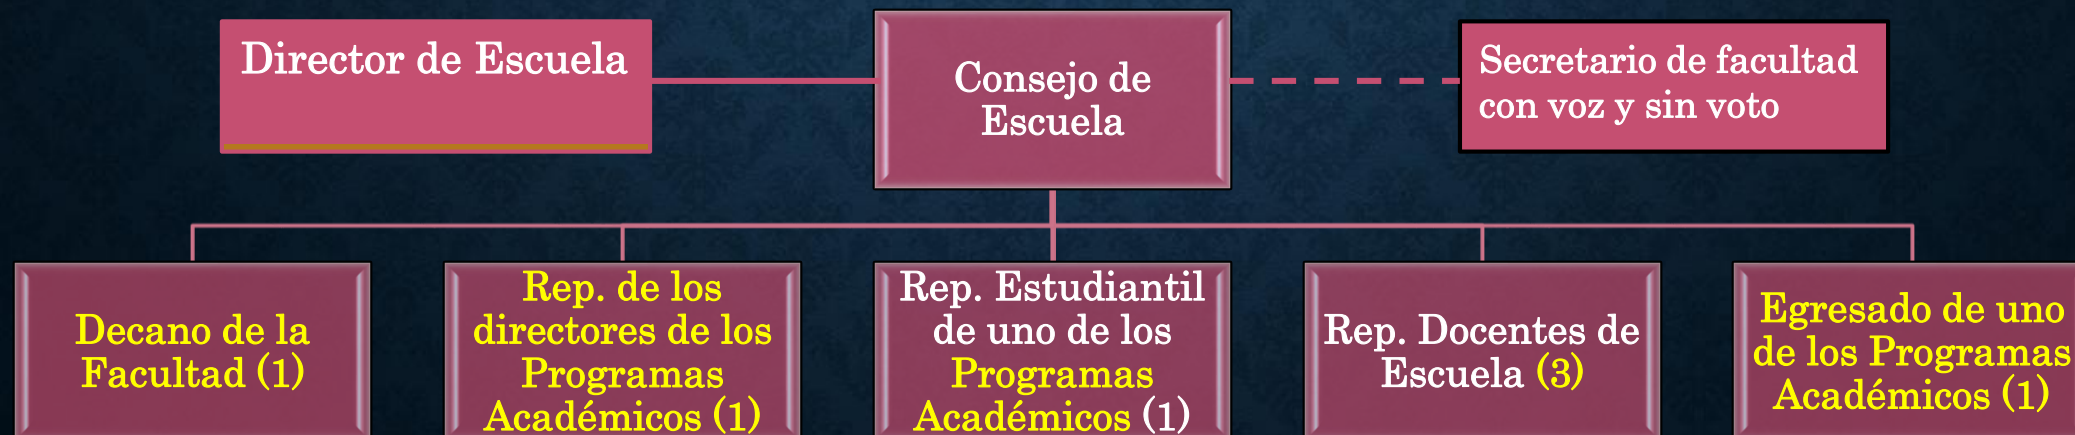 Director de Escuela
Consejo de
Escuela
Secretario de facultad
con voz y sin voto
Decano de la
Facultad (1)
Rep. de los
directores de los
Programas
Académicos (1)
Rep. Estudiantil
de uno de los
Programas
Académicos (1)
Rep. Docentes de
Escuela (3)
Egresado de uno
de los Programas
Académicos (1)